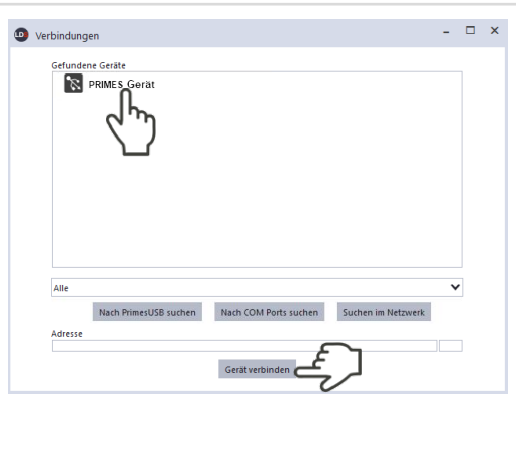 LD
Verbindungen
Gefundene Geräte
PRIMES Gerät
Alle
Nach PrimesUSB suchen Nach COM Ports suchen Suchen im Netzwerk
Adresse
Gerät verbinden